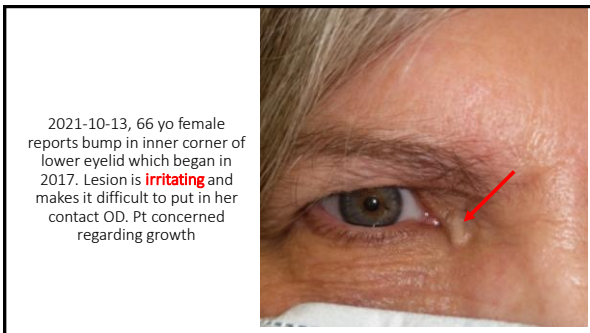 2021-10-13, 66 yo female
reports bump in inner corner of
lower eyelid which began in
2017. Lesion is irritating and
makes it difficult to put in her
contact OD. Pt concerned
regarding growth